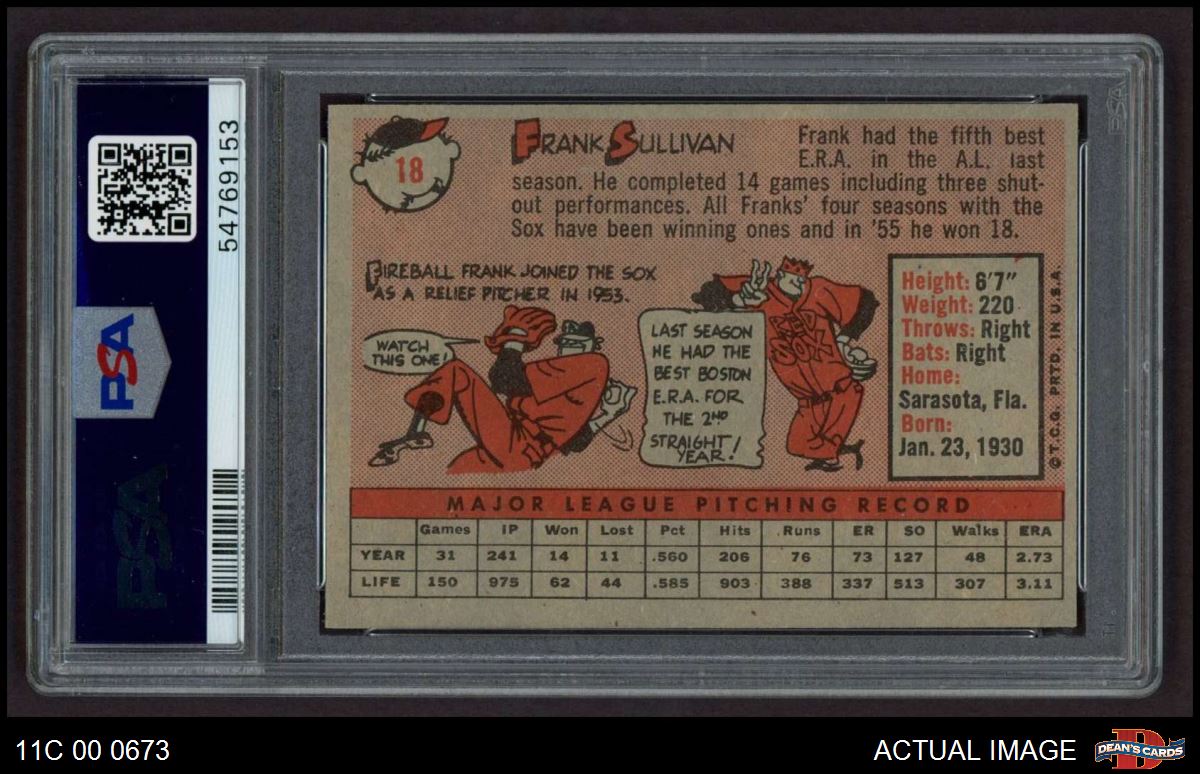 54769153
PSA
PSA
PSA
18
FRANK SULLIVAN
Frank had the fifth best
E.R.A. in the A.L. last
season. He completed 14 games including three shut-
out performances. All Franks' four seasons with the
Sox have been winning ones and in '55 he won 18.
FIREBALL FRANK JOINED THE SOX
AS A RELIEF PITCHER IN 1953.
WATCH
THIS ONE!
LAST SEASON
HE HAD THE
BEST BOSTON
E.R.A. FOR
THE 2ND
STRAIGHT
YEAR!
RED
SOX
Height: 6'7"
Weight: 220
Throws: Right
Bats: Right
Home:
Sarasota, Fla.
Born:
Jan. 23, 1930
© T.C.G. PRTD. IN U.S.A.
MAJOR LEAGUE PITCHING RECORD
Games IP Won Lost Pct Hits Runs ER SO Walks ERA
YEAR 31 241 14 11 .560 206 76 73 127 48 2.73
LIFE 150 975 62 44 .585 903 388 337 513 307 3.11
11C 00 0673
ACTUAL IMAGE
DEAN'S CARDS